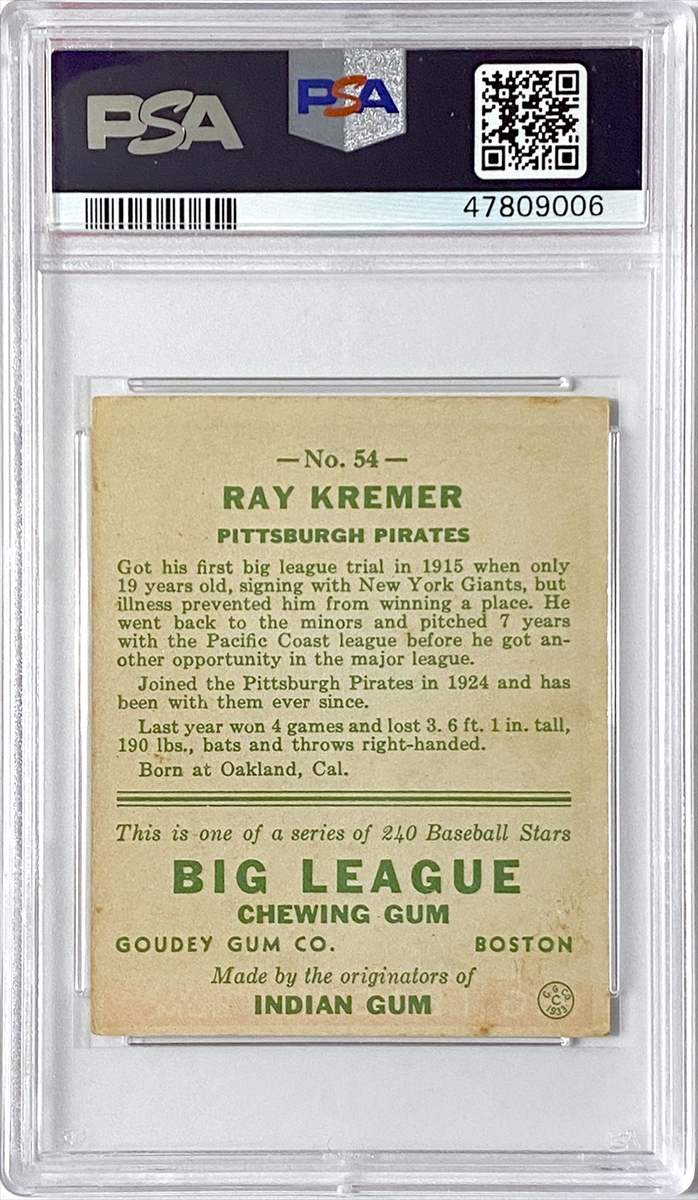 PSA
PSA
47809006
— No. 54 —
RAY KREMER
PITTSBURGH PIRATES
Got his first big league trial in 1915 when only
19 years old, signing with New York Giants, but
illness prevented him from winning a place. He
went back to the minors and pitched 7 years
with the Pacific Coast league before he got an-
other opportunity in the major league.
Joined the Pittsburgh Pirates in 1924 and has
been with them ever since.
Last year won 4 games and lost 3. 6 ft. 1 in. tall,
190 lbs., bats and throws right-handed.
Born at Oakland, Cal.
This is one of a series of 240 Baseball Stars
BIG LEAGUE
CHEWING GUM
GOUDEY GUM CO. BOSTON
Made by the originators of
INDIAN GUM
G. G. Co.
C
1933